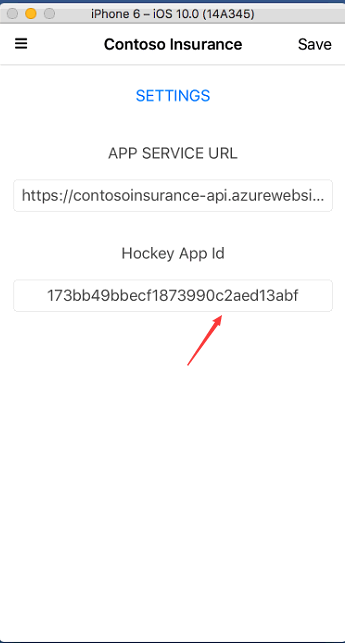 iPhone 6 – iOS 10.0 (14A345)
Contoso Insurance Save
SETTINGS
APP SERVICE URL
https://contosoinsurance-api.azurewebsi...
Hockey App Id
173bb49bbecf1873990c2aed13abf